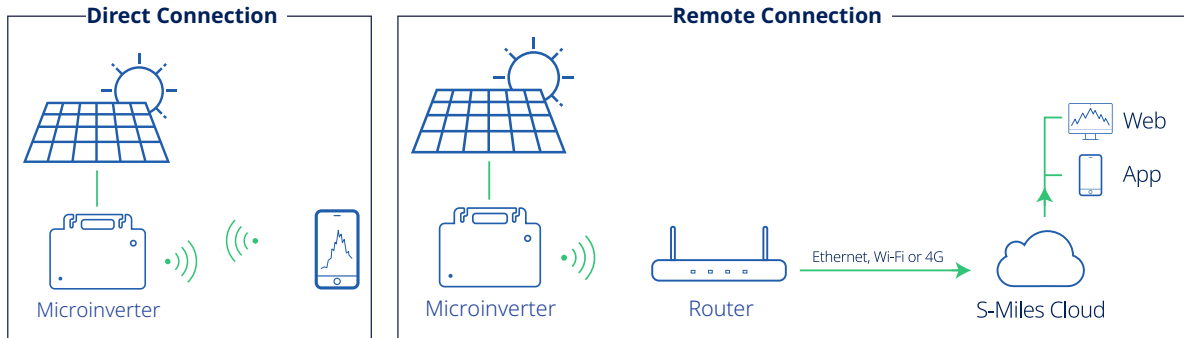 Direct Connection
Microinverter
Remote Connection
Microinverter
Router
Ethernet, Wi-Fi or 4G
S-Miles Cloud
Web
App